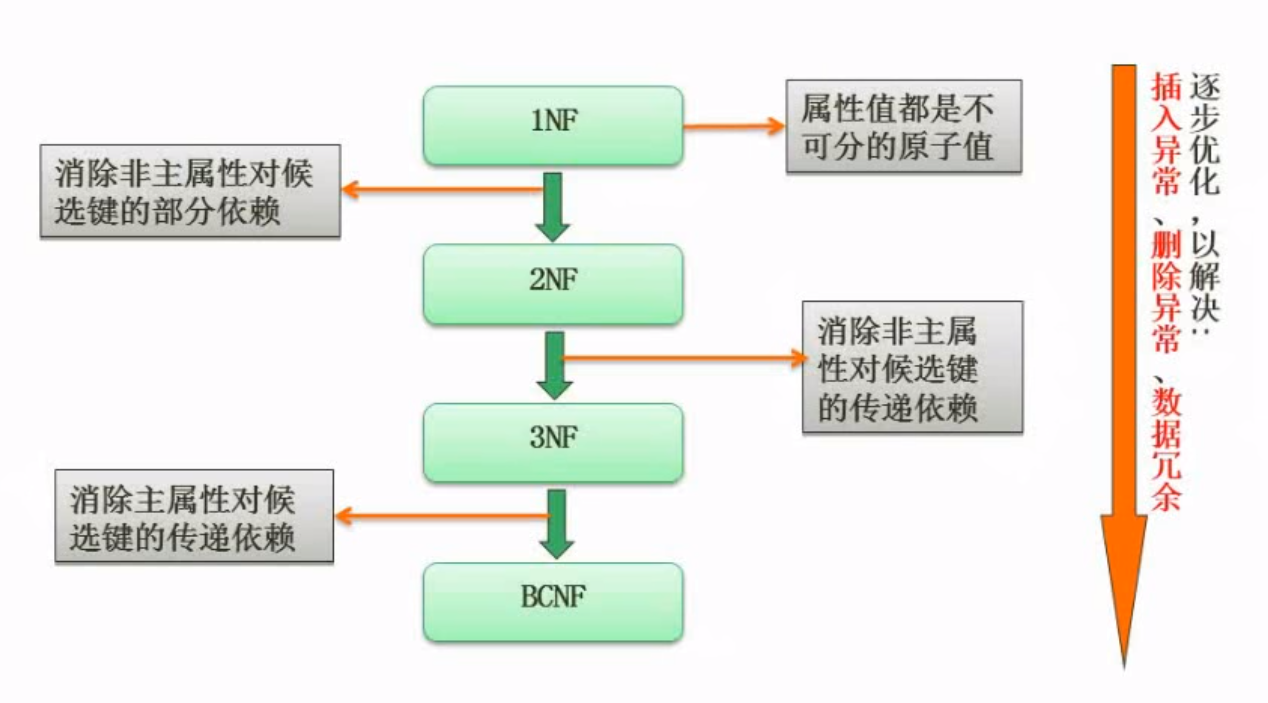 1NF
属性值都是不
可分的原子值
消除非主属性对候
选键的部分依赖
2NF
消除非主属
性对候选键
的传递依赖
3NF
消除主属性对候
选键的传递依赖
BCNF
逐步优化,以解决:
插入异常、删除异常、数据冗余